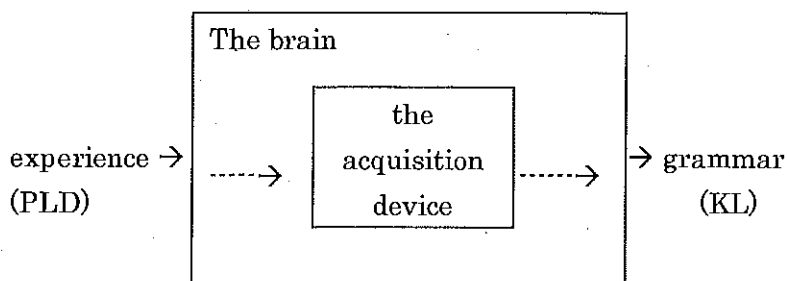 The brain
the
acquisition
device
experience →
(PLD)
→ grammar
(KL)